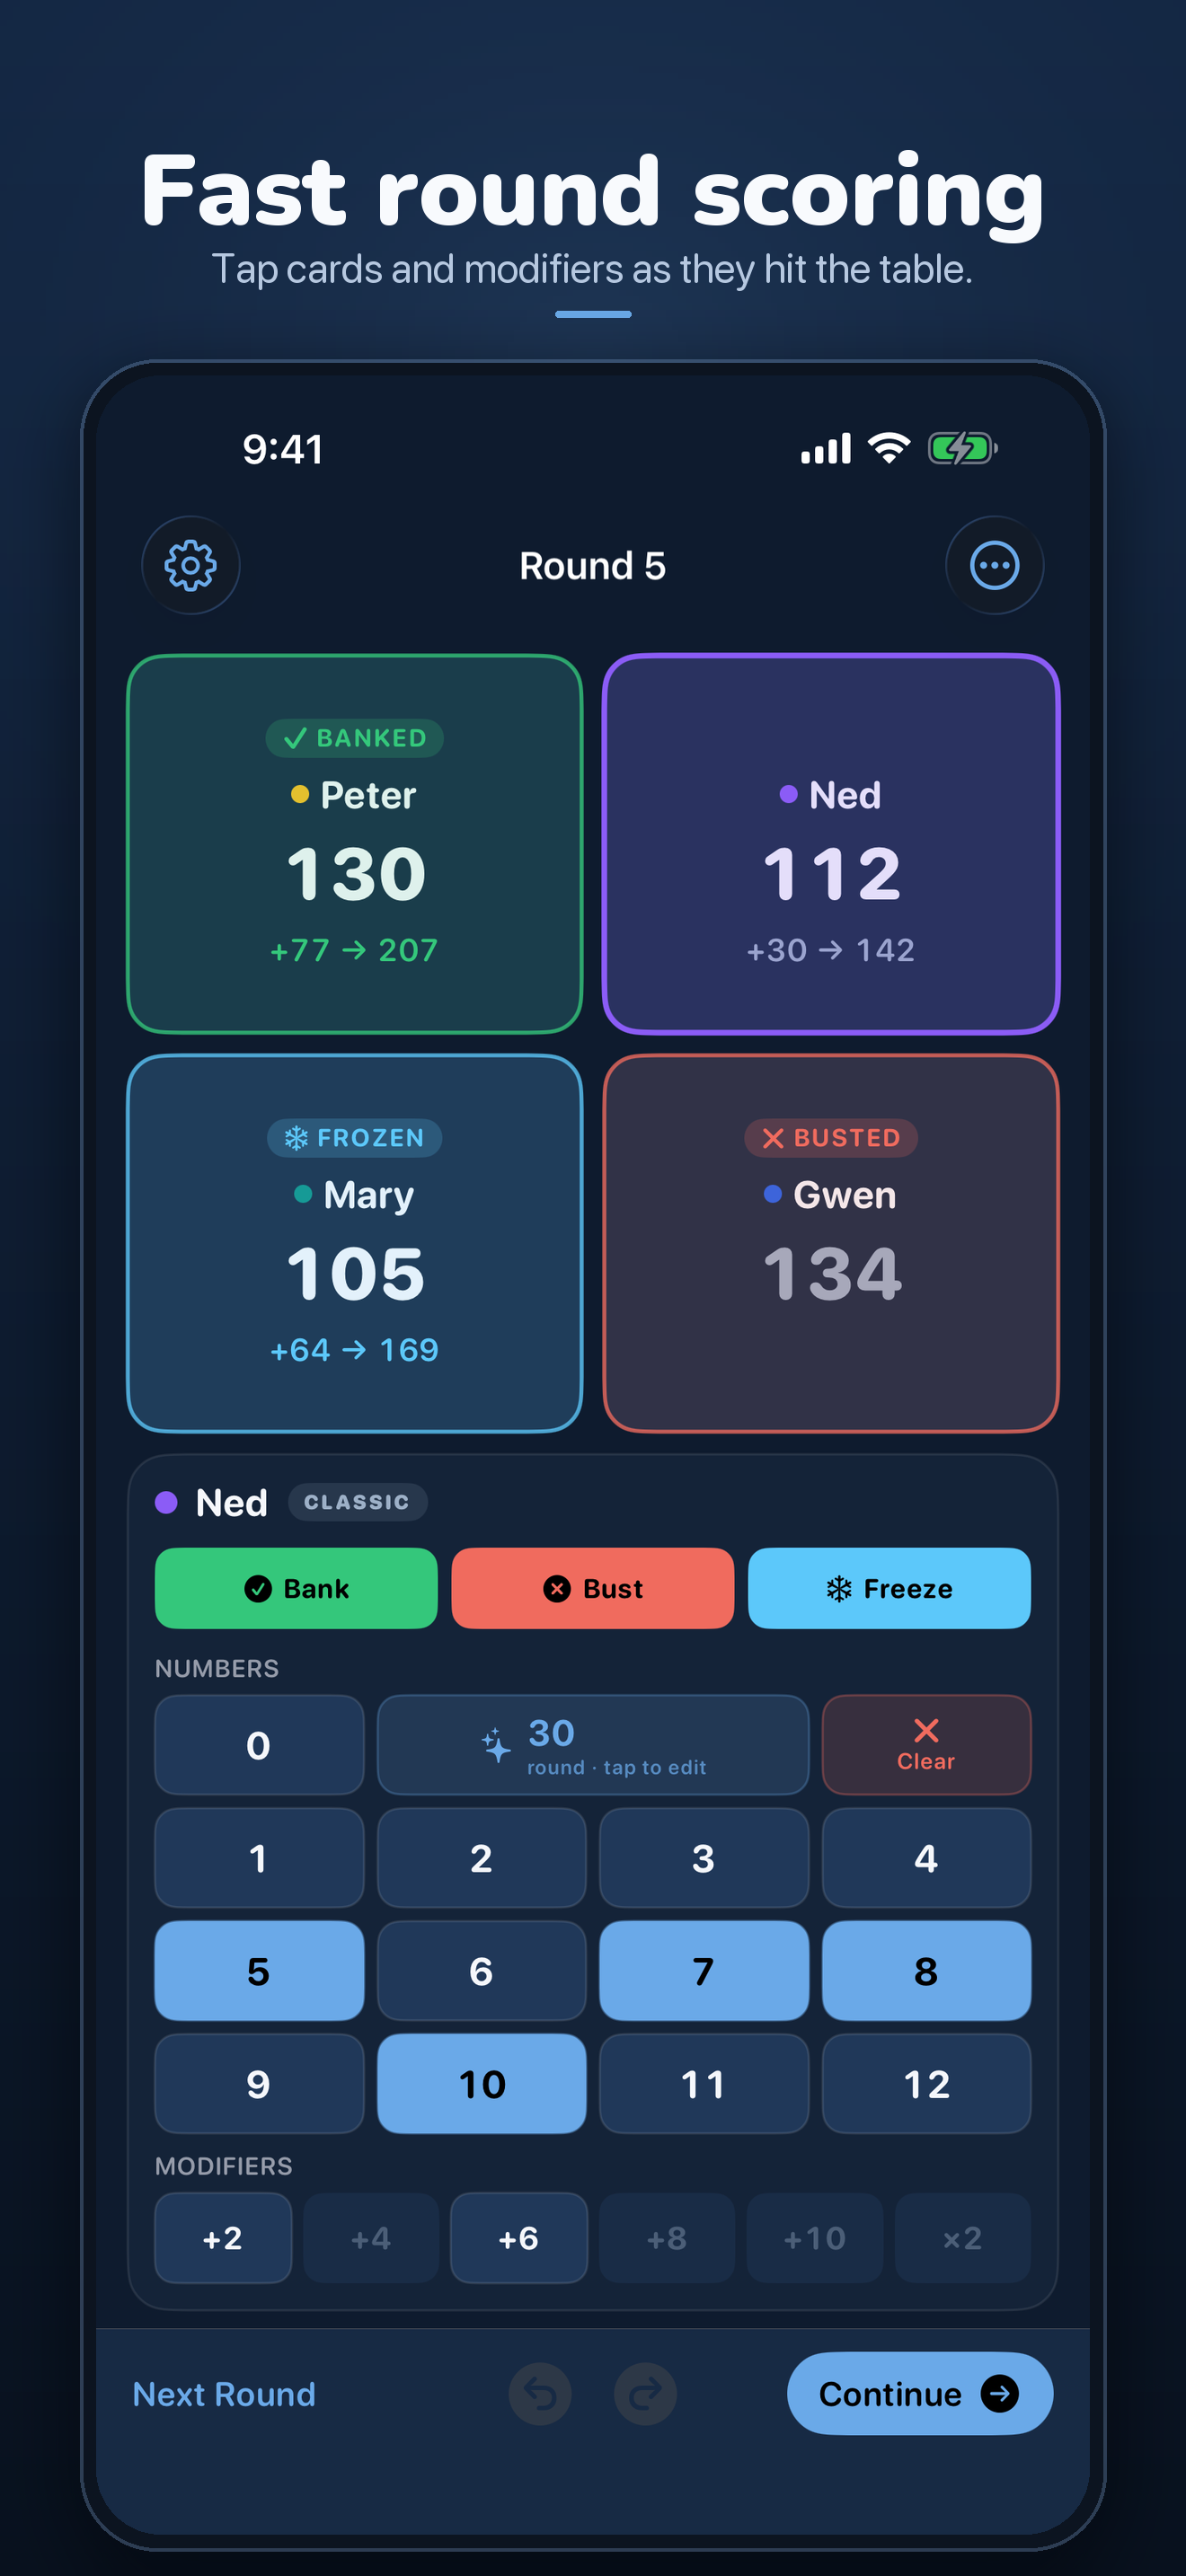 Fast round scoring
Tap cards and modifiers as they hit the table.
9:41
Round 5
BANKED
Peter
130
+77 → 207
Ned
112
+30 → 142
FROZEN
Mary
105
+64 → 169
BUSTED
Gwen
134
Ned CLASSIC
Bank Bust Freeze
NUMBERS
0 30 Clear
round · tap to edit
1 2 3 4
5 6 7 8
9 10 11 12
MODIFIERS
+2 +4 +6 +8 +10 ×2
Next Round Continue